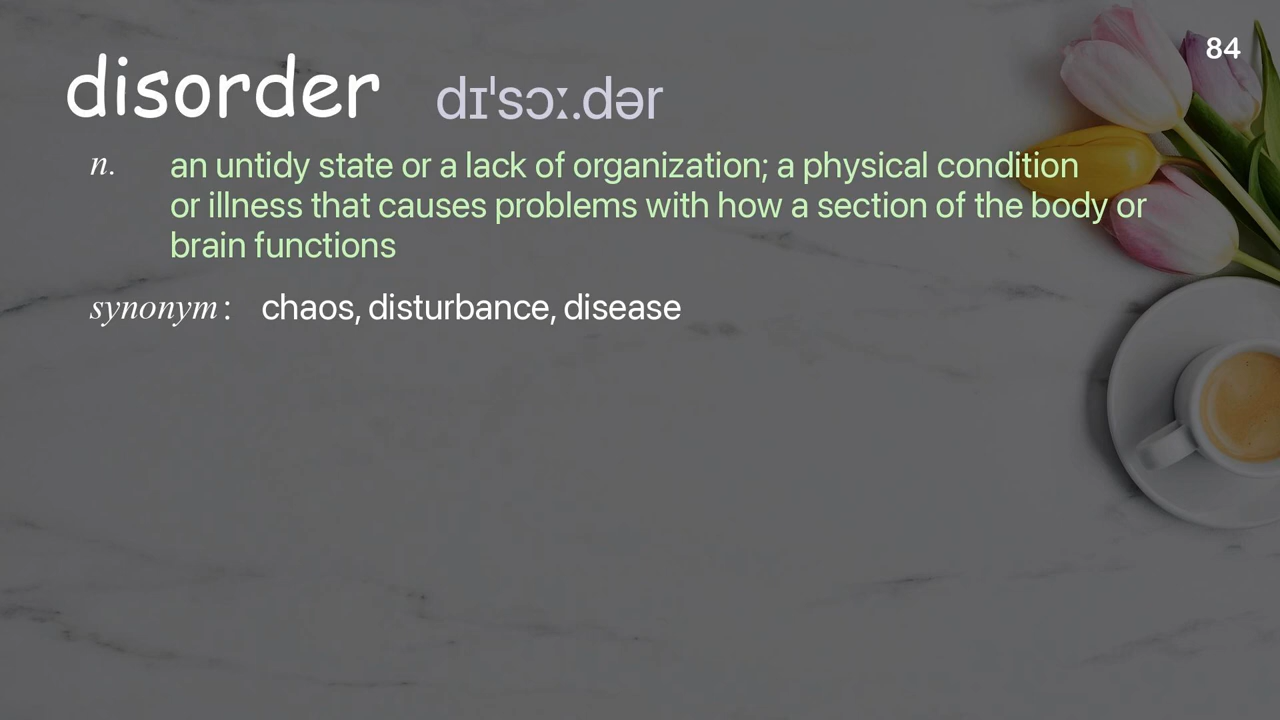 84
disorder dɪˈsɔː.dər
n. an untidy state or a lack of organization; a physical condition
or illness that causes problems with how a section of the body or
brain functions
synonym: chaos, disturbance, disease